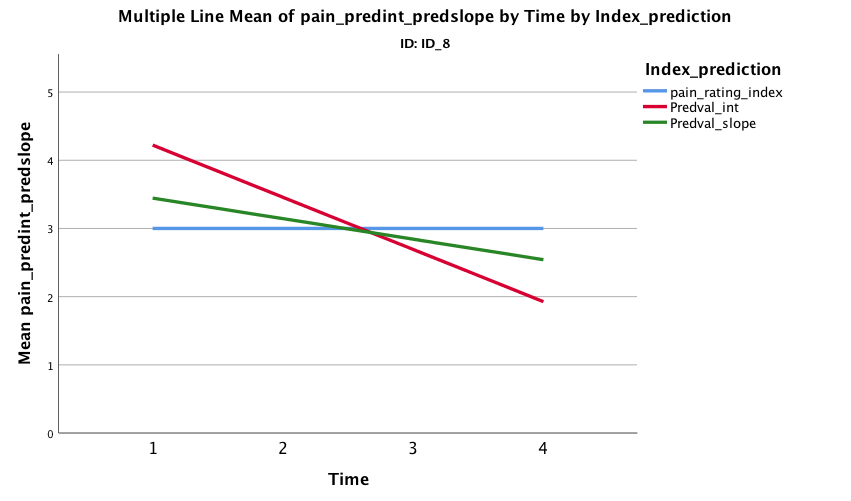 Multiple Line Mean of pain_predint_predslope by Time by Index_prediction
ID: ID_8
Index_prediction
pain_rating_index
Predval_int
Predval_slope
Mean pain_predint_predslope
5
4
3
2
1
0
1 2 3 4
Time